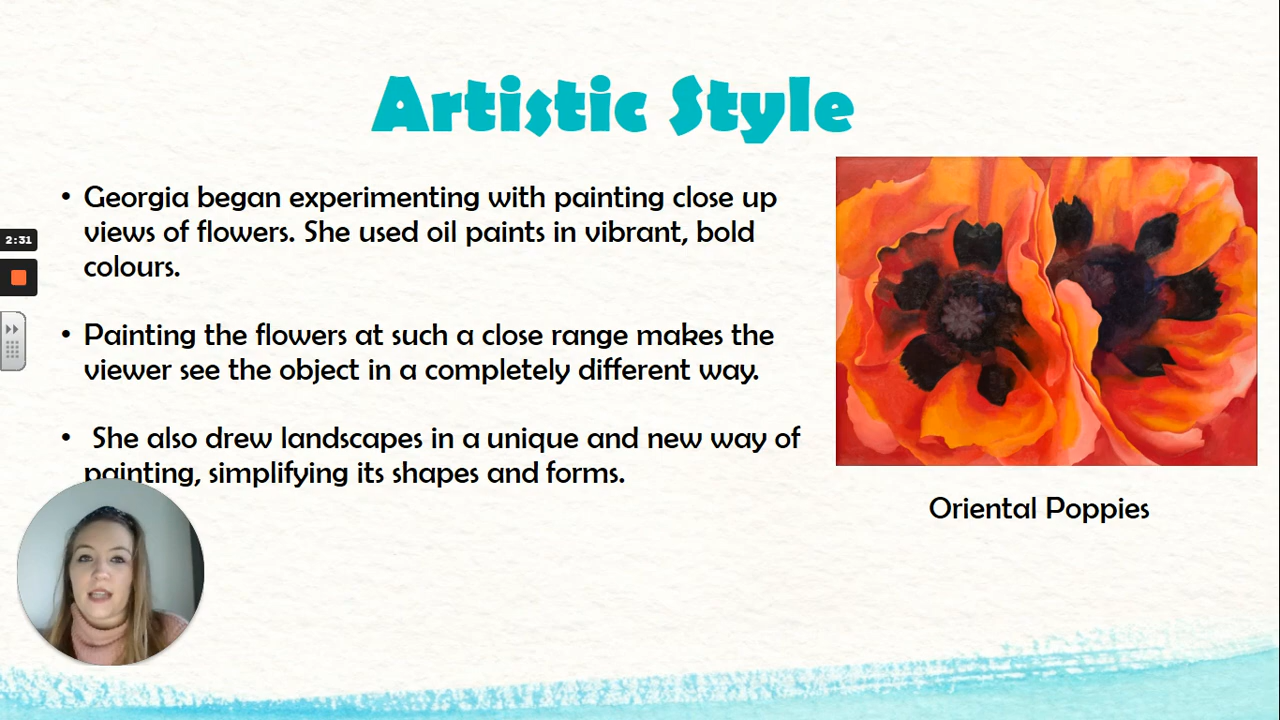 Artistic Style
• Georgia began experimenting with painting close up
views of flowers. She used oil paints in vibrant, bold
colours.
• Painting the flowers at such a close range makes the
viewer see the object in a completely different way.
• She also drew landscapes in a unique and new way of
painting, simplifying its shapes and forms.
2:31
Oriental Poppies